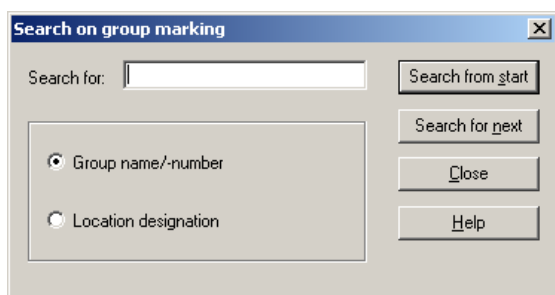 Search on group marking
Search for:
Search from start
Search for next
Group name/-number
Close
Location designation
Help